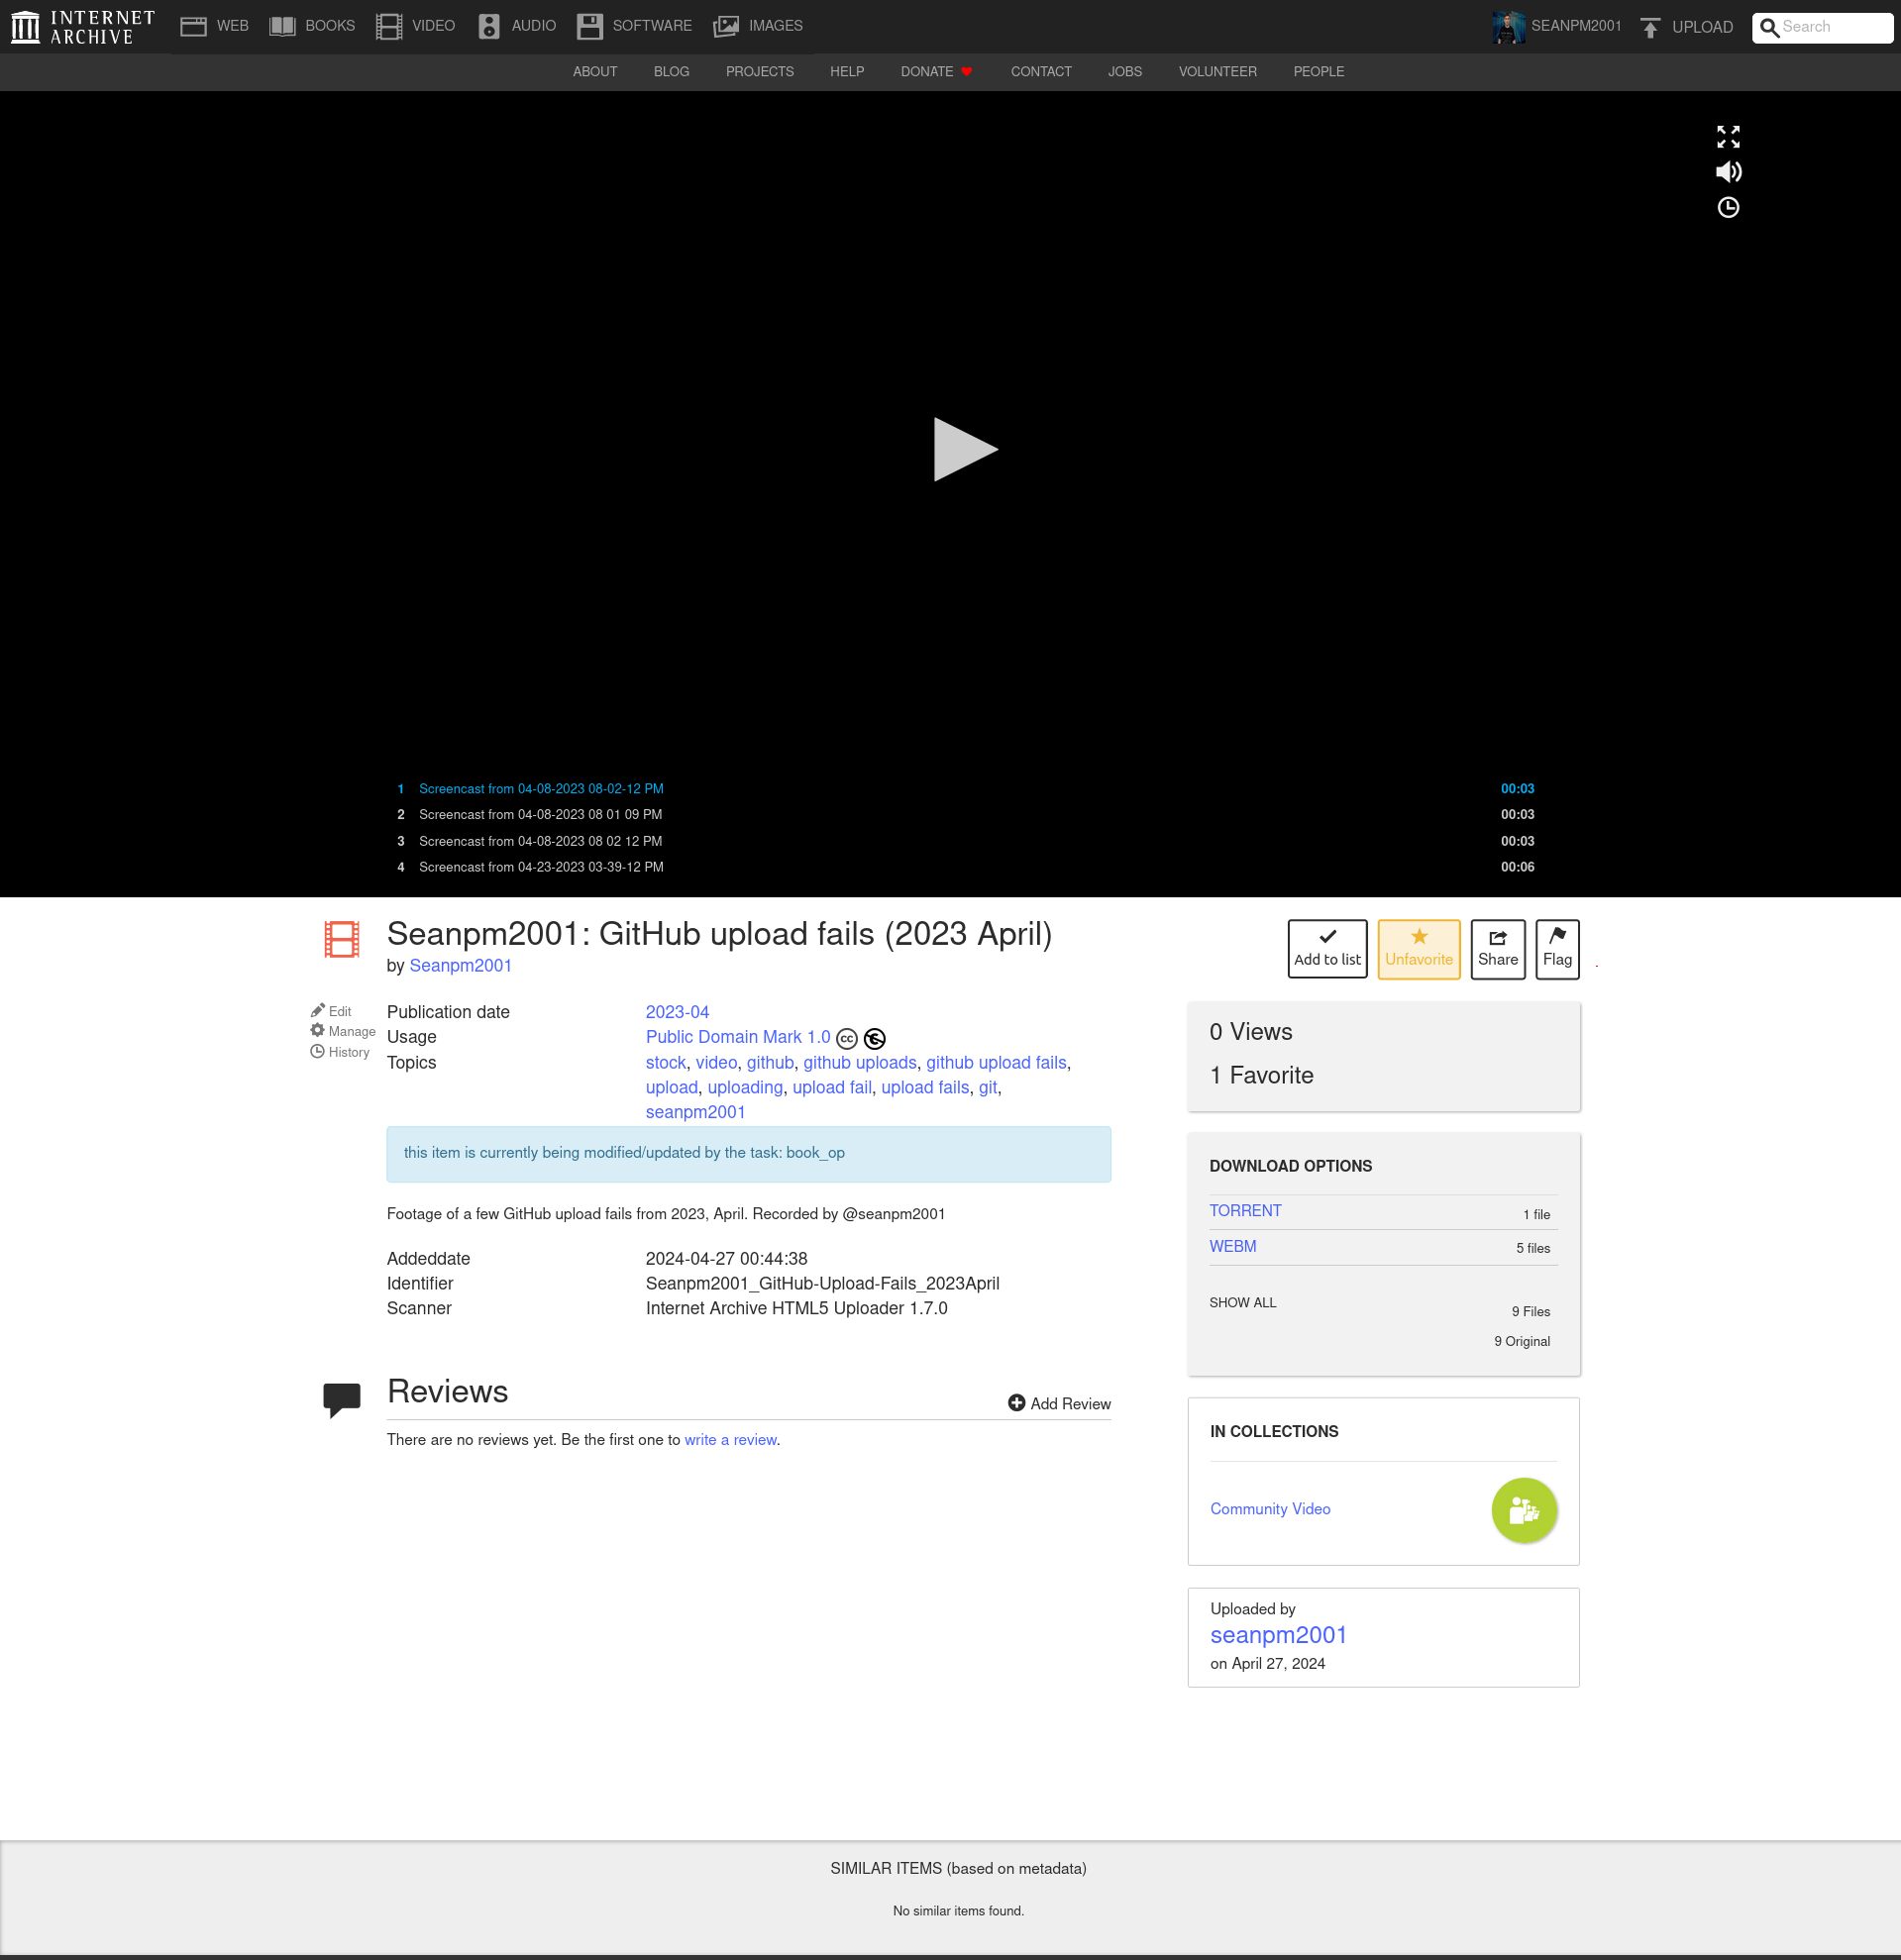 INTERNET ARCHIVE
WEB BOOKS VIDEO AUDIO SOFTWARE IMAGES SEANPM2001 UPLOAD Search
ABOUT BLOG PROJECTS HELP DONATE CONTACT JOBS VOLUNTEER PEOPLE
1 Screencast from 04-08-2023 08-02-12 PM 00:03
2 Screencast from 04-08-2023 08 01 09 PM 00:03
3 Screencast from 04-08-2023 08 02 12 PM 00:03
4 Screencast from 04-23-2023 03-39-12 PM 00:06
Seanpm2001: GitHub upload fails (2023 April)
by Seanpm2001
Add to list Unfavorite Share Flag
Edit
Manage
History
Publication date 2023-04
Usage Public Domain Mark 1.0
Topics stock, video, github, github uploads, github upload fails,
upload, uploading, upload fail, upload fails, git,
seanpm2001
this item is currently being modified/updated by the task: book_op
Footage of a few GitHub upload fails from 2023, April. Recorded by @seanpm2001
Addeddate 2024-04-27 00:44:38
Identifier Seanpm2001_GitHub-Upload-Fails_2023April
Scanner Internet Archive HTML5 Uploader 1.7.0
Reviews
Add Review
There are no reviews yet. Be the first one to write a review.
0 Views
1 Favorite
DOWNLOAD OPTIONS
TORRENT 1 file
WEBM 5 files
SHOW ALL 9 Files
9 Original
IN COLLECTIONS
Community Video
Uploaded by
seanpm2001
on April 27, 2024
SIMILAR ITEMS (based on metadata)
No similar items found.